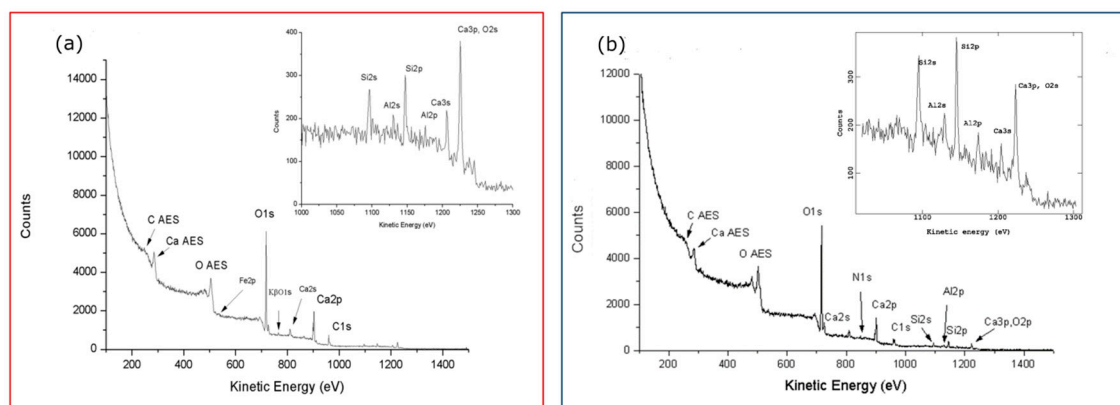 (a)
Ca3p, O2s
400
Si2p
300
Si2s
Al2s
Ca3s
Al2p
200
Counts
100
0
1000 1050 1100 1150 1200 1250 1300
Kinetic Energy (eV)
14000
12000
10000
8000
6000
4000
2000
0
Counts
O1s
C AES
Ca AES
O AES
Fe2p
KβO1s
Ca2s
Ca2p
C1s
200 400 600 800 1000 1200 1400
Kinetic Energy (eV)
(b)
Si2p
Si2s
Ca3p, O2s
300
Al2s
Al2p
Ca3s
200
Counts
100
1100 1200 1300
Kinetic energy (eV)
12000
10000
8000
6000
4000
2000
0
Counts
O1s
C AES
Ca AES
O AES
N1s
Al2p
Ca2s
Ca2p
C1s
Si2s
Si2p
Ca3p,O2p
200 400 600 800 1000 1200 1400
Kinetic Energy (eV)